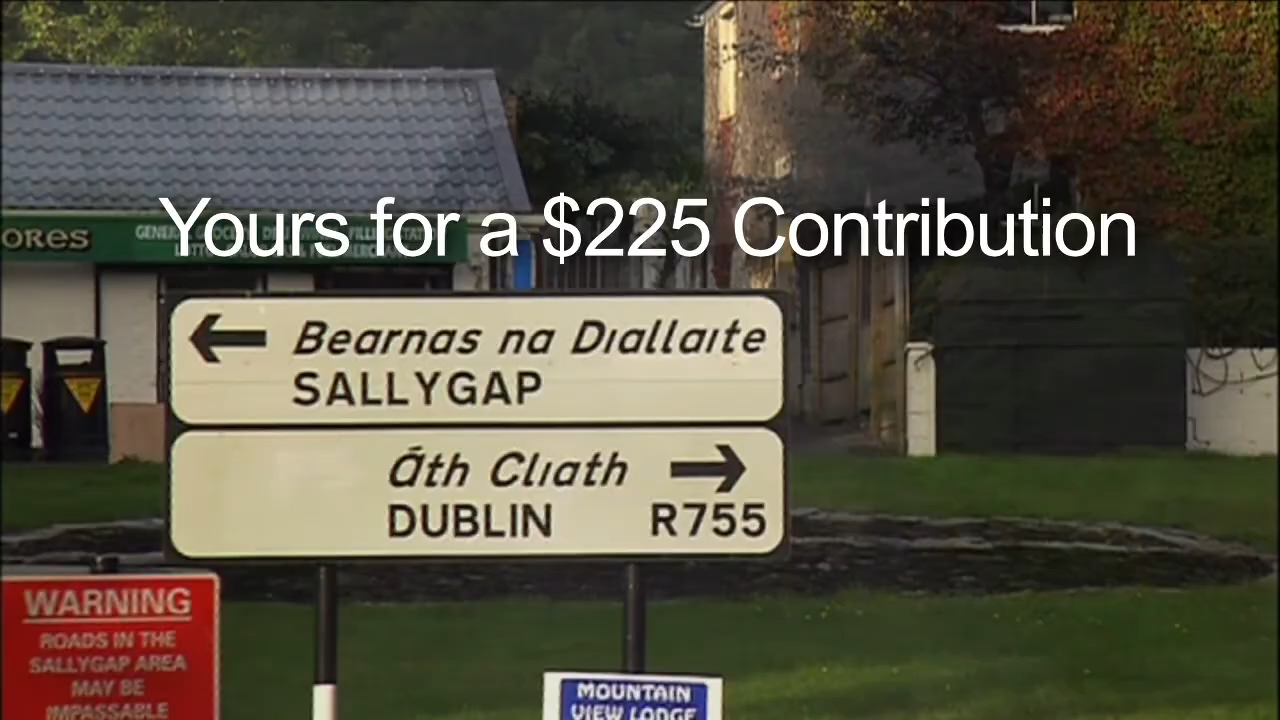 Yours for a $225 Contribution
ORES
Bearnas na Diallaite
SALLYGAP
Áth Cliath
DUBLIN R755
WARNING
ROADS IN THE
SALLYGAP AREA
MAY BE
IMPASSABLE
MOUNTAIN
VIEW LODGE